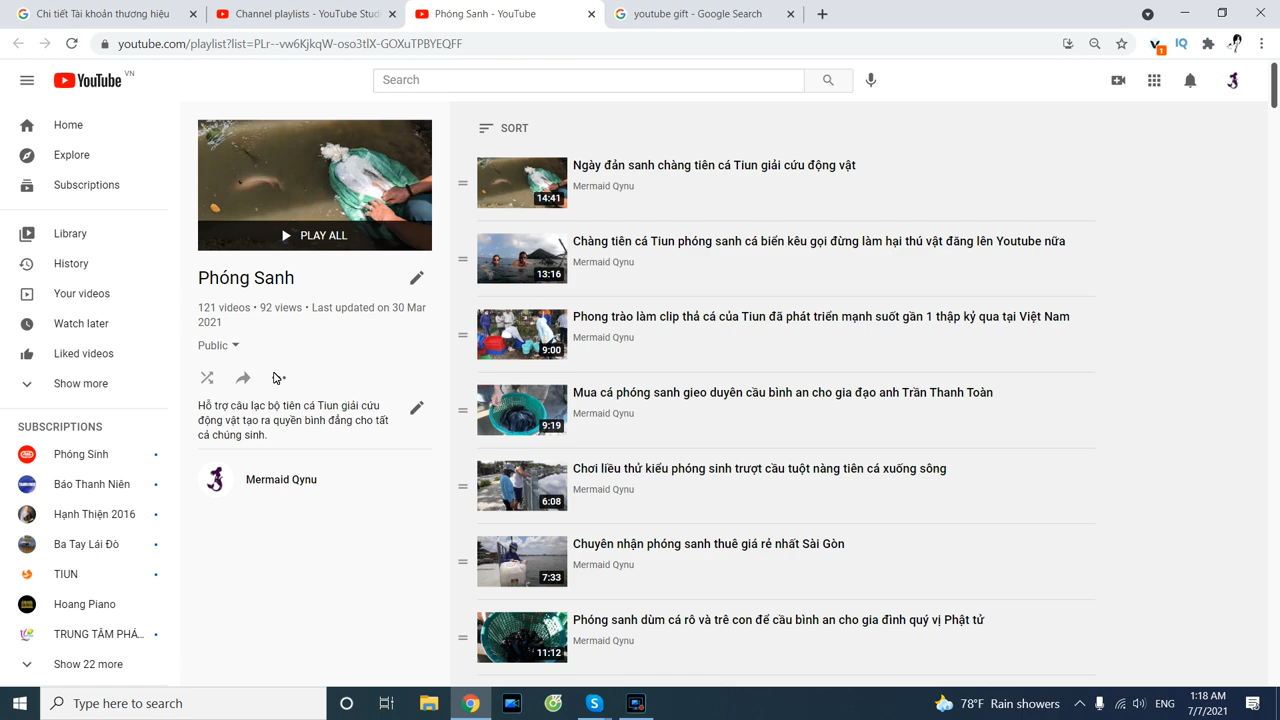 Chi tiết Tài khoản thương hiệu
Channel playlists - YouTube Stud
Phóng Sanh - YouTube
youtube gift - Google Search
youtube.com/playlist?list=PLr--vw6KjkqW-oso3tlX-GOXuTPBYEQFF
1
IQ
YouTube VN
Search
Home
Explore
Subscriptions
Library
History
Your videos
Watch later
Liked videos
Show more
SUBSCRIPTIONS
Phóng Sinh
Báo Thanh Niên
Hạnh Thiện 2016
Ba Tay Lái Đò
TIUN
Hoang Piano
TRUNG TÂM PHÁ...
Show 22 more
PLAY ALL
Phóng Sanh
121 videos • 92 views • Last updated on 30 Mar
2021
Public
Hỗ trợ câu lạc bộ tiên cá Tiun giải cứu
động vật tạo ra quyền bình đẳng cho tất
cả chúng sinh.
Mermaid Qynu
SORT
Ngày đản sanh chàng tiên cá Tiun giải cứu động vật
Mermaid Qynu
14:41
Chàng tiên cá Tiun phóng sanh cá biển kêu gọi đừng làm hại thú vật đăng lên Youtube nữa
Mermaid Qynu
13:16
Phong trào làm clip thả cá của Tiun đã phát triển mạnh suốt gần 1 thập kỷ qua tại Việt Nam
Mermaid Qynu
9:00
Mua cá phóng sanh gieo duyên cầu bình an cho gia đạo anh Trần Thanh Toàn
Mermaid Qynu
9:19
Chơi liều thử kiểu phóng sinh trượt cầu tuột nàng tiên cá xuống sông
Mermaid Qynu
6:08
Chuyên nhận phóng sanh thuê giá rẻ nhất Sài Gòn
Mermaid Qynu
7:33
Phóng sanh dùm cá rô và trê con để cầu bình an cho gia đình quý vị Phật tử
Mermaid Qynu
11:12
Type here to search
78°F Rain showers
ENG
1:18 AM
7/7/2021